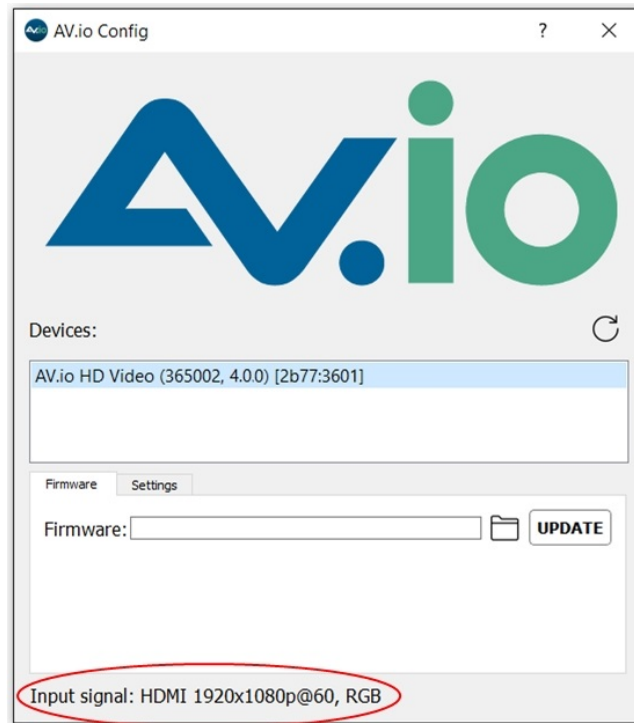 AV.io Config
AV.io
Devices:
AV.io HD Video (365002, 4.0.0) [2b77:3601]
Firmware Settings
Firmware: UPDATE
Input signal: HDMI 1920x1080p@60, RGB